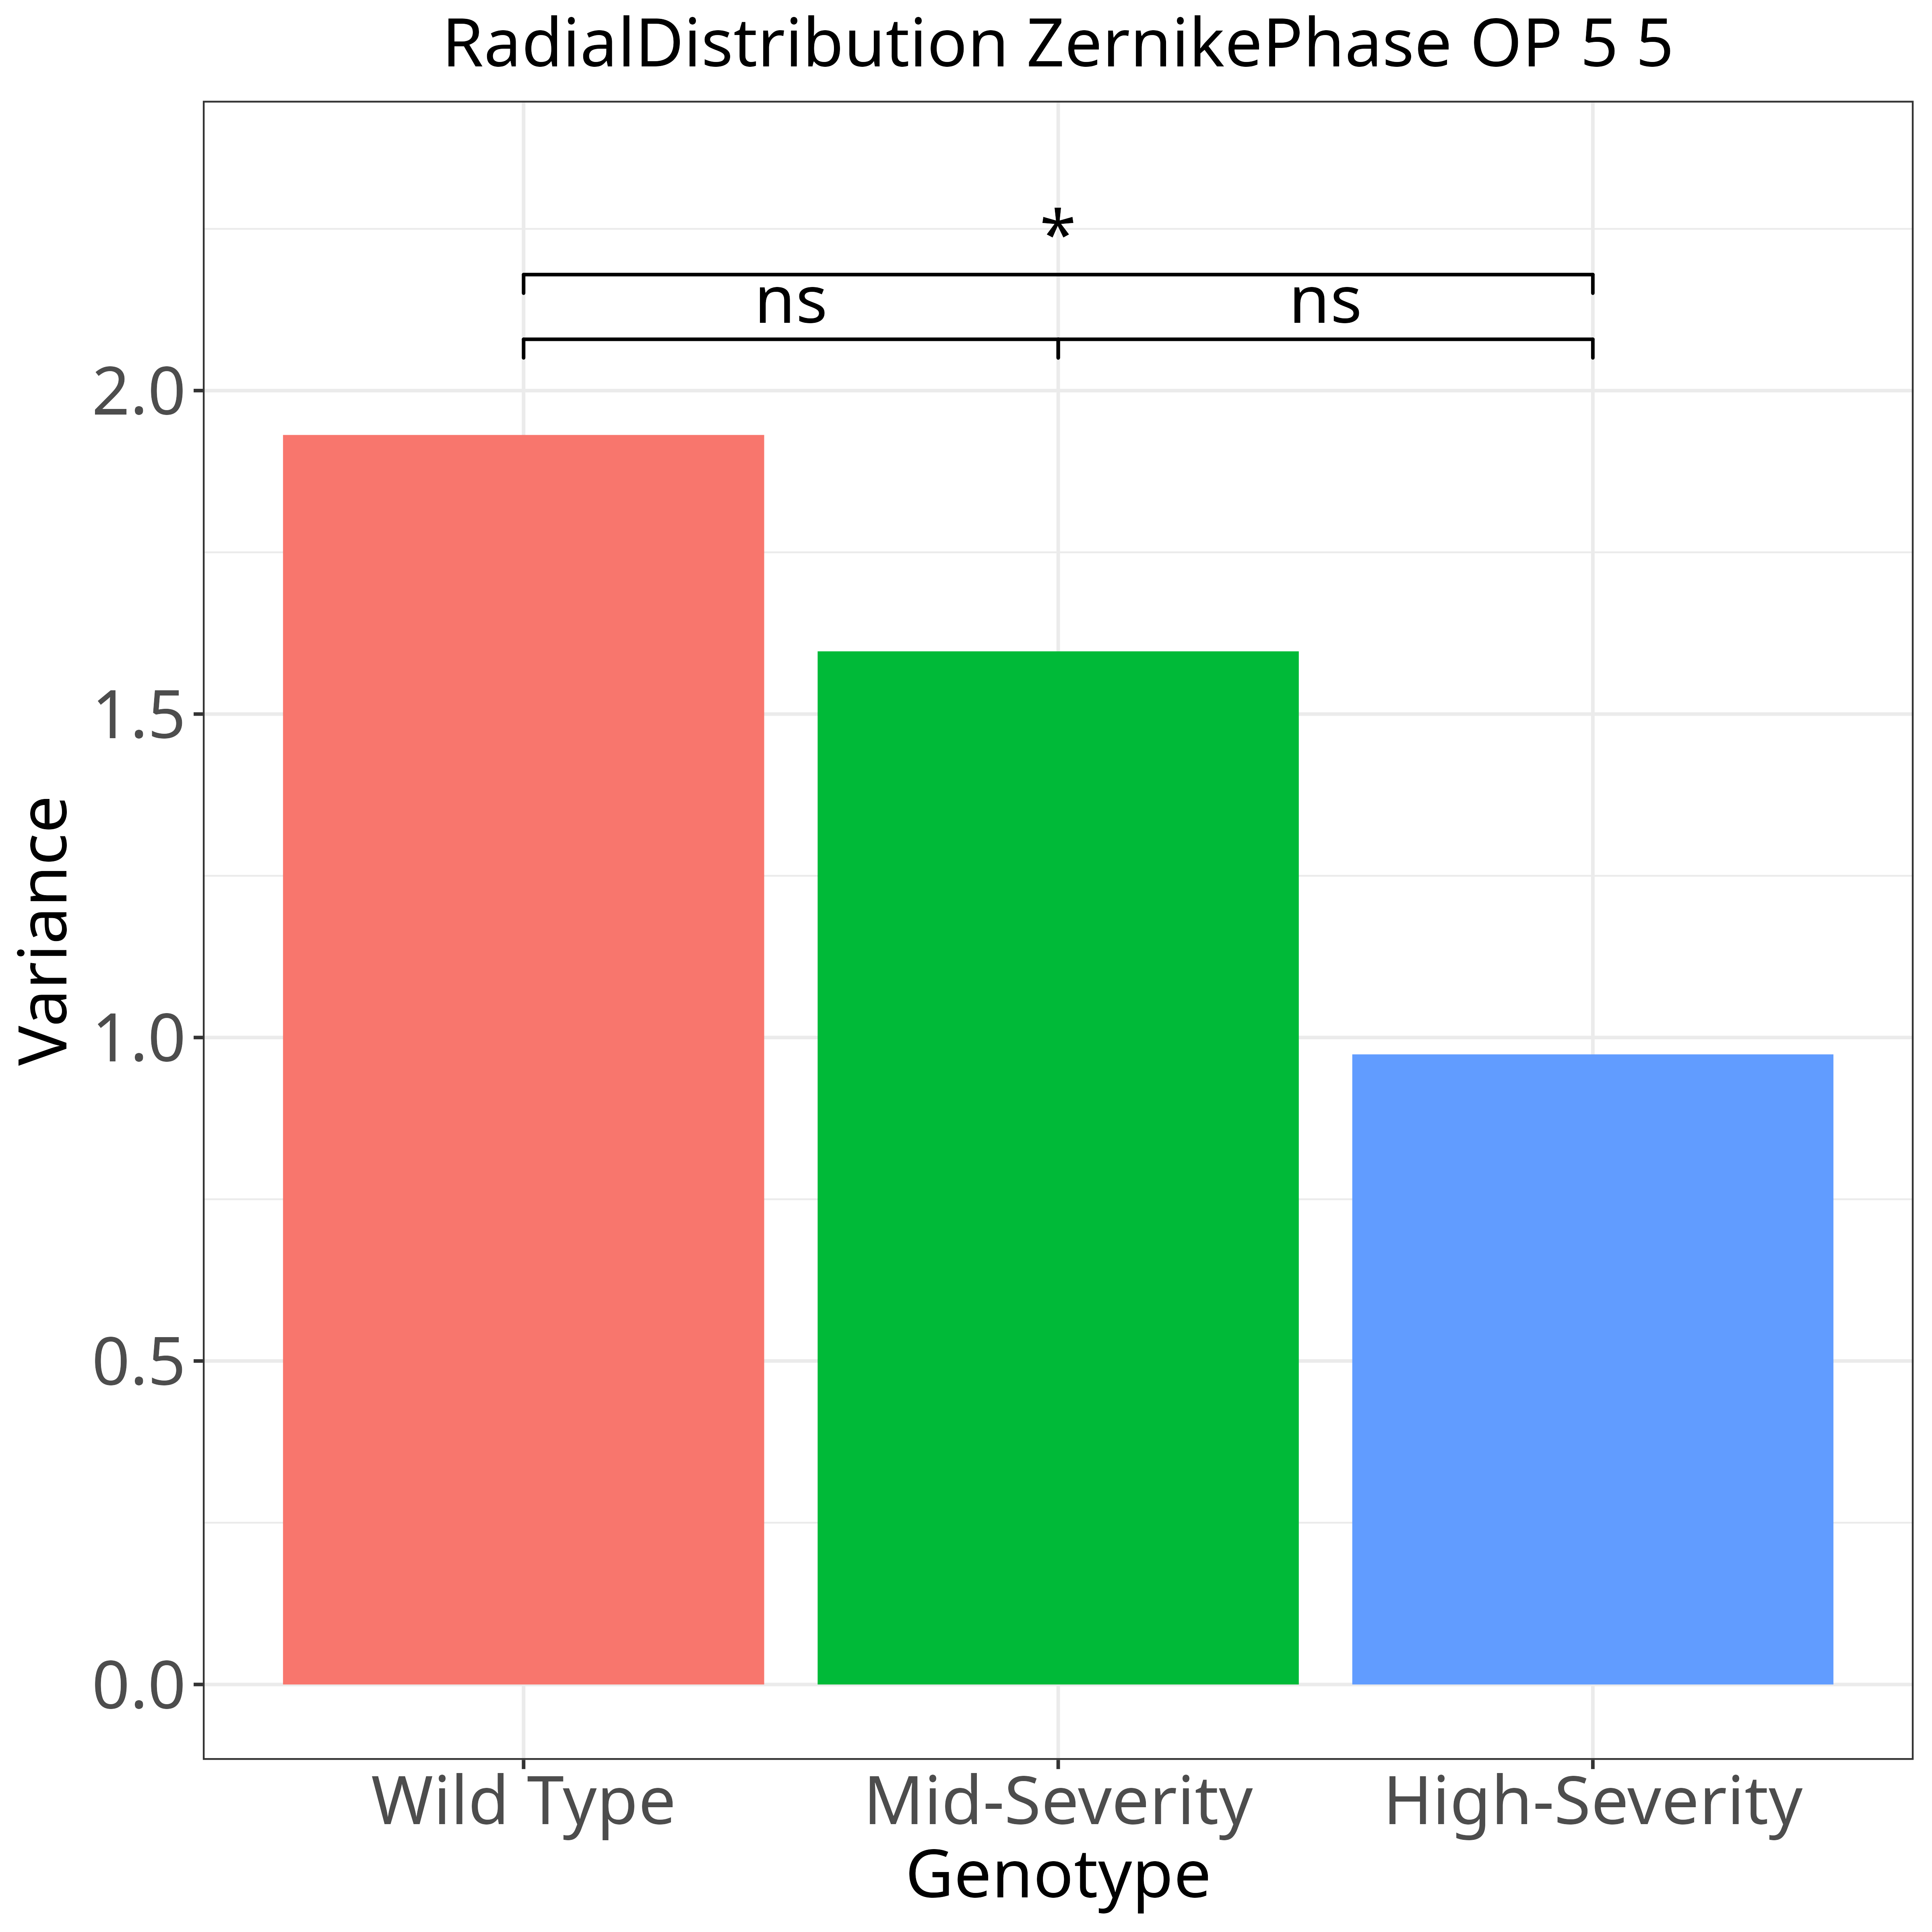 RadialDistribution ZernikePhase OP 5 5
*
ns ns
2.0
1.5
1.0
0.5
0.0
Variance
Wild Type Mid-Severity High-Severity
Genotype